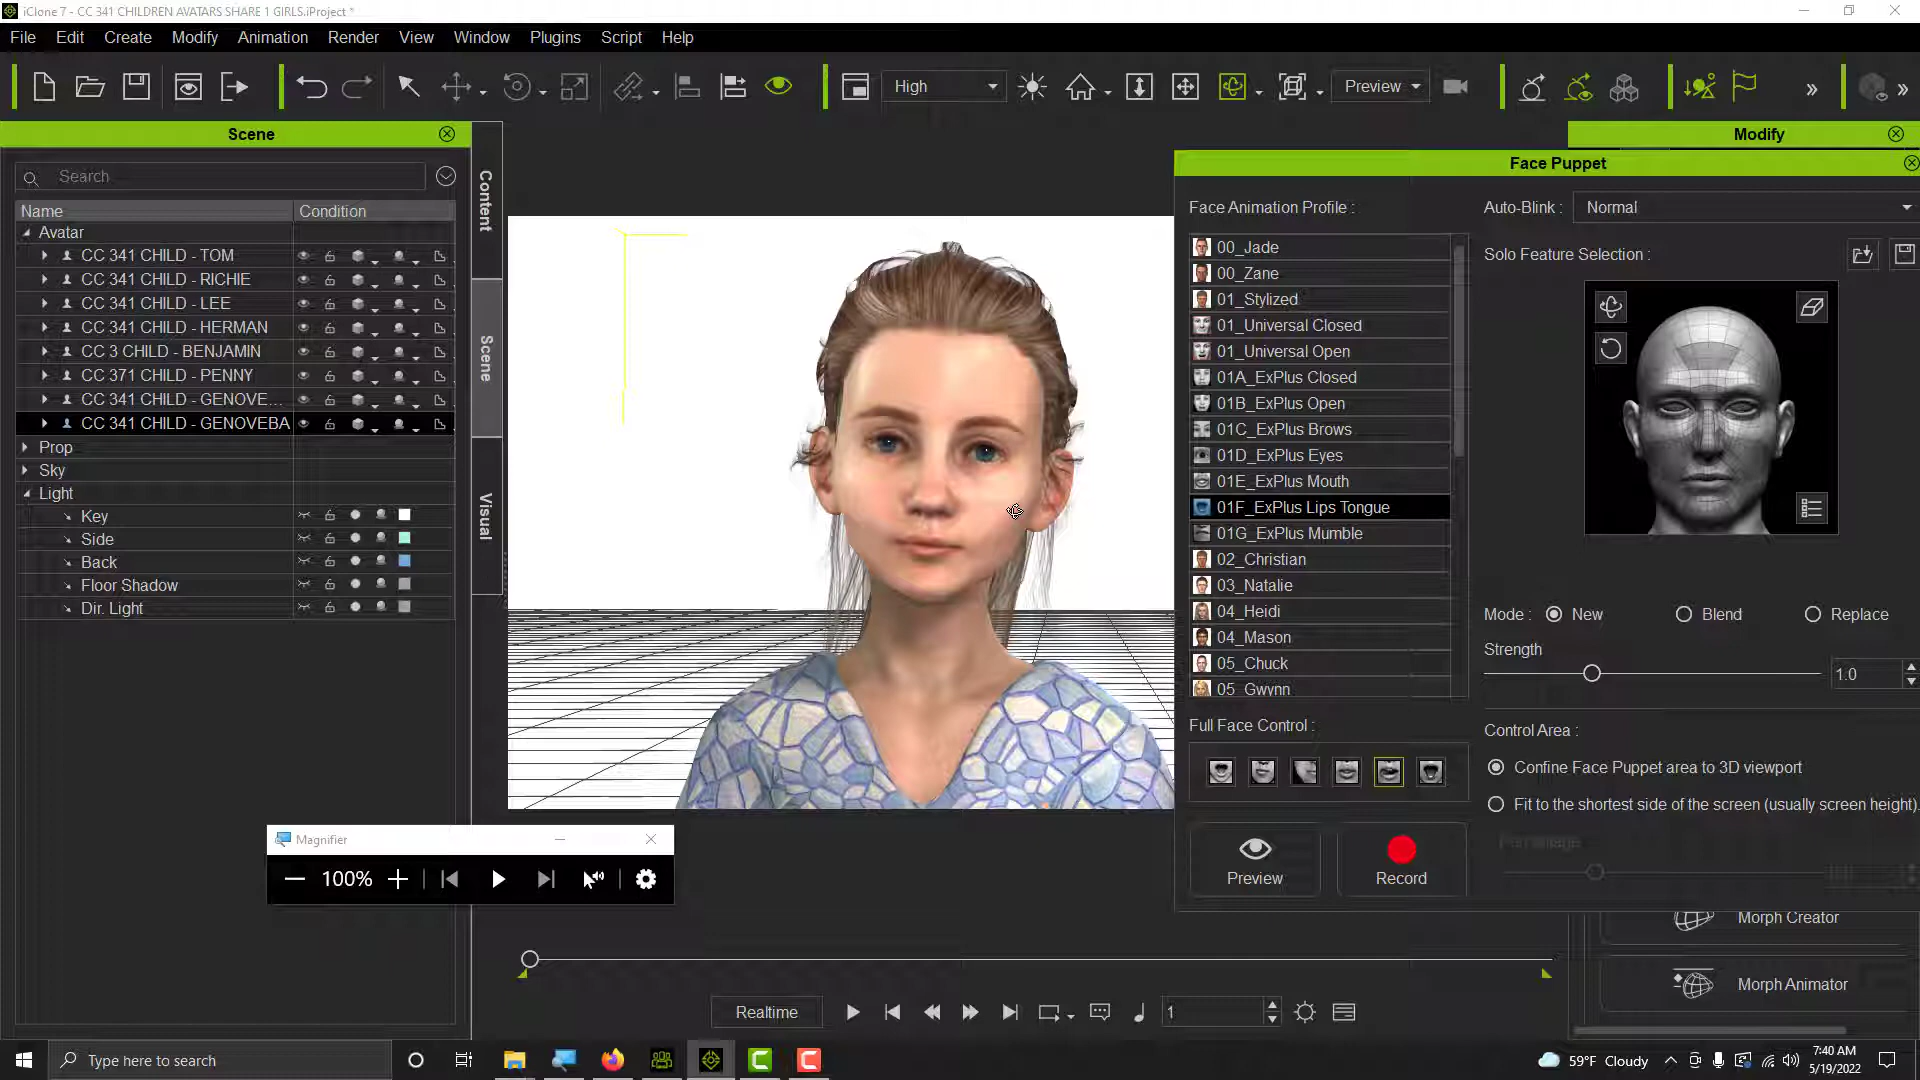 iClone 7 - CC 341 CHILDREN AVATARS SHARE 1 GIRLS.iProject *
File Edit Create Modify Animation Render View Window Plugins Script Help
High
Preview
Scene
Search
Name Condition
Avatar
CC 341 CHILD - TOM
CC 341 CHILD - RICHIE
CC 341 CHILD - LEE
CC 341 CHILD - HERMAN
CC 3 CHILD - BENJAMIN
CC 371 CHILD - PENNY
CC 341 CHILD - GENOVE...
CC 341 CHILD - GENOVEBA
Prop
Sky
Light
Key
Side
Back
Floor Shadow
Dir. Light
Content
Scene
Visual
Modify
Face Puppet
Face Animation Profile :
00_Jade
00_Zane
01_Stylized
01_Universal Closed
01_Universal Open
01A_ExPlus Closed
01B_ExPlus Open
01C_ExPlus Brows
01D_ExPlus Eyes
01E_ExPlus Mouth
01F_ExPlus Lips Tongue
01G_ExPlus Mumble
02_Christian
03_Natalie
04_Heidi
04_Mason
05_Chuck
05_Gwynn
Full Face Control :
Preview
Record
Auto-Blink : Normal
Solo Feature Selection :
Mode : New Blend Replace
Strength
1.0
Control Area :
Confine Face Puppet area to 3D viewport
Fit to the shortest side of the screen (usually screen height).
Percentage
Morph Creator
Morph Animator
Magnifier
100%
Realtime
1
Type here to search
59°F Cloudy
7:40 AM
5/19/2022